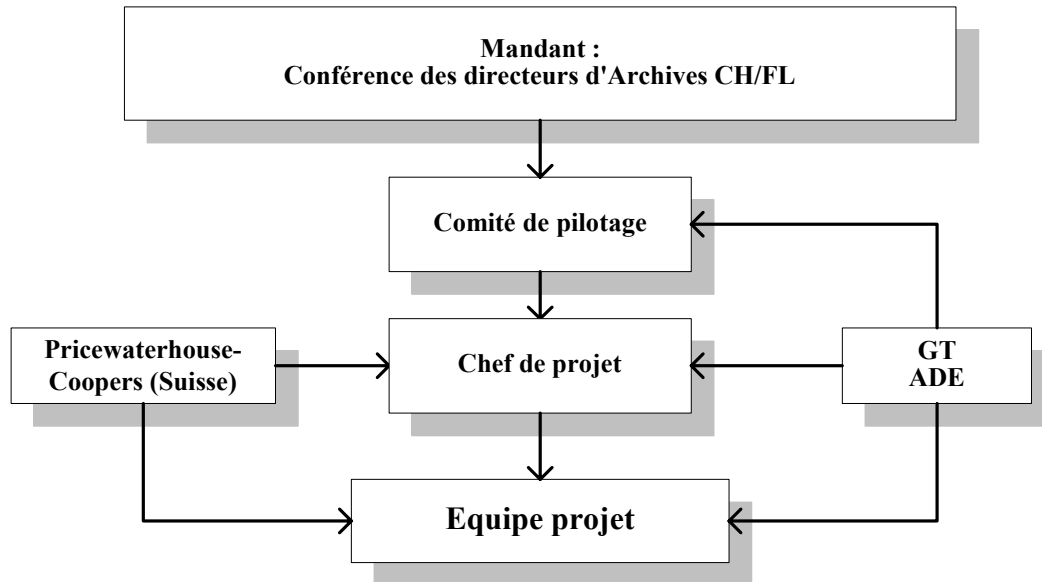 Mandant :
Conférence des directeurs d'Archives CH/FL
Comité de pilotage
Pricewaterhouse-
Coopers (Suisse)
Chef de projet
GT
ADE
Equipe projet